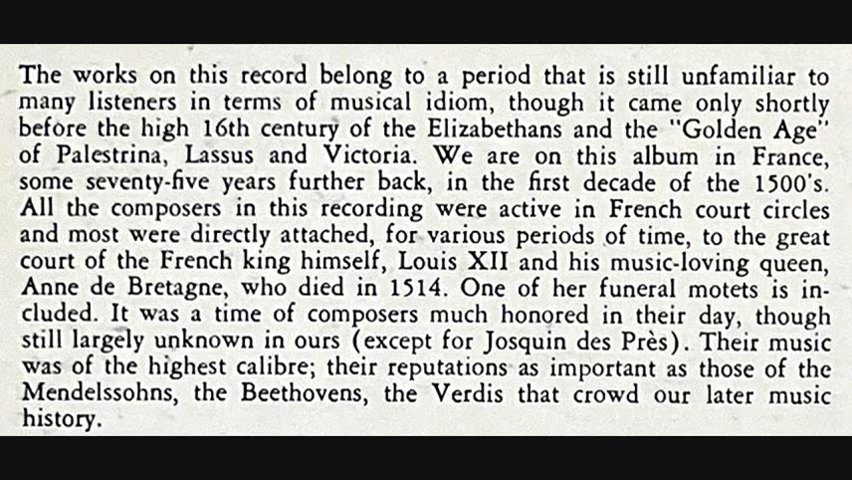 The works on this record belong to a period that is still unfamiliar to
many listeners in terms of musical idiom, though it came only shortly
before the high 16th century of the Elizabethans and the "Golden Age"
of Palestrina, Lassus and Victoria. We are on this album in France,
some seventy-five years further back, in the first decade of the 1500's.
All the composers in this recording were active in French court circles
and most were directly attached, for various periods of time, to the great
court of the French king himself, Louis XII and his music-loving queen,
Anne de Bretagne, who died in 1514. One of her funeral motets is in-
cluded. It was a time of composers much honored in their day, though
still largely unknown in ours (except for Josquin des Près). Their music
was of the highest calibre; their reputations as important as those of the
Mendelssohns, the Beethovens, the Verdis that crowd our later music
history.